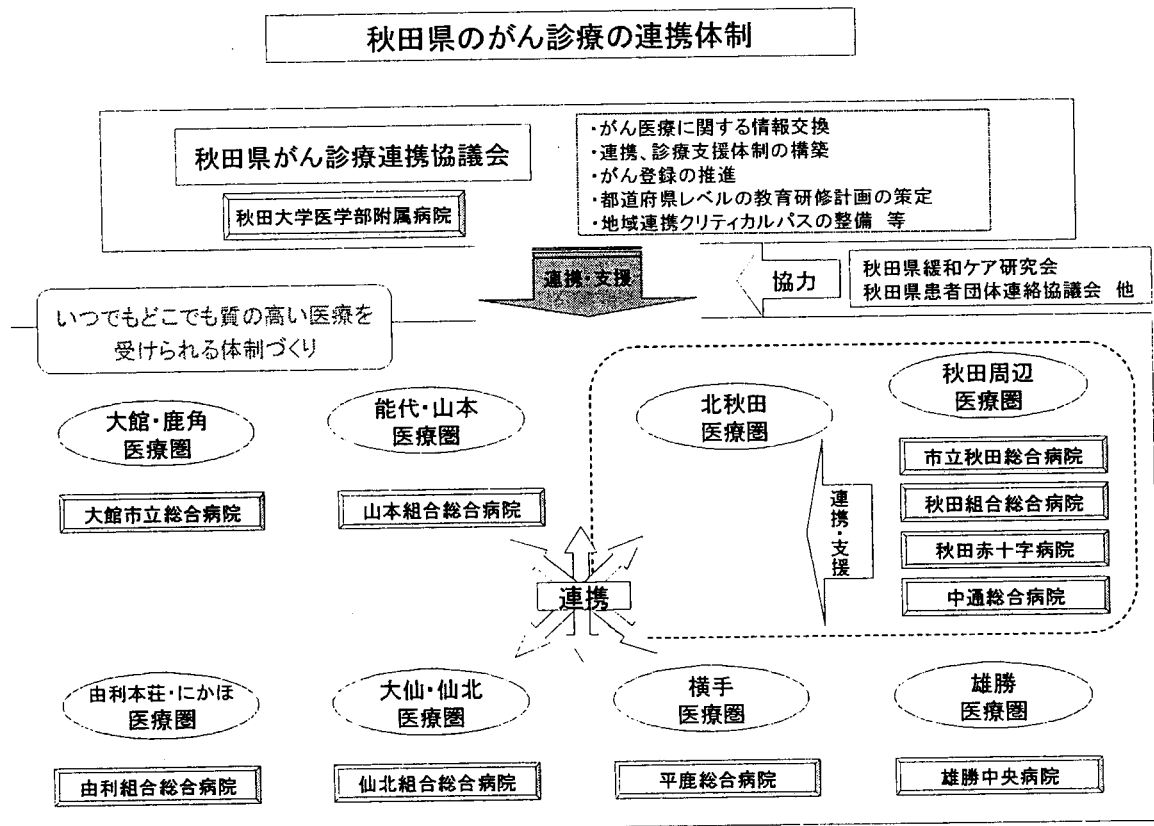 秋田県のがん診療の連携体制
秋田県がん診療連携協議会
秋田大学医学部附属病院
・がん医療に関する情報交換
・連携、診療支援体制の構築
・がん登録の推進
・都道府県レベルの教育研修計画の策定
・地域連携クリティカルパスの整備 等
連携・支援
協力
秋田県緩和ケア研究会
秋田県患者団体連絡協議会 他
いつでもどこでも質の高い医療を
受けられる体制づくり
大館・鹿角
医療圏
大館市立総合病院
能代・山本
医療圏
山本組合総合病院
北秋田
医療圏
連携・支援
秋田周辺
医療圏
市立秋田総合病院
秋田組合総合病院
秋田赤十字病院
中通総合病院
連携
由利本荘・にかほ
医療圏
由利組合総合病院
大仙・仙北
医療圏
仙北組合総合病院
横手
医療圏
平鹿総合病院
雄勝
医療圏
雄勝中央病院